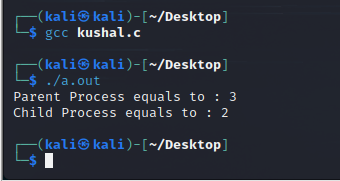 ┌──(kali㉿kali)-[~/Desktop]
└─$ gcc kushal.c
┌──(kali㉿kali)-[~/Desktop]
└─$ ./a.out
Parent Process equals to : 3
Child Process equals to : 2
┌──(kali㉿kali)-[~/Desktop]
└─$